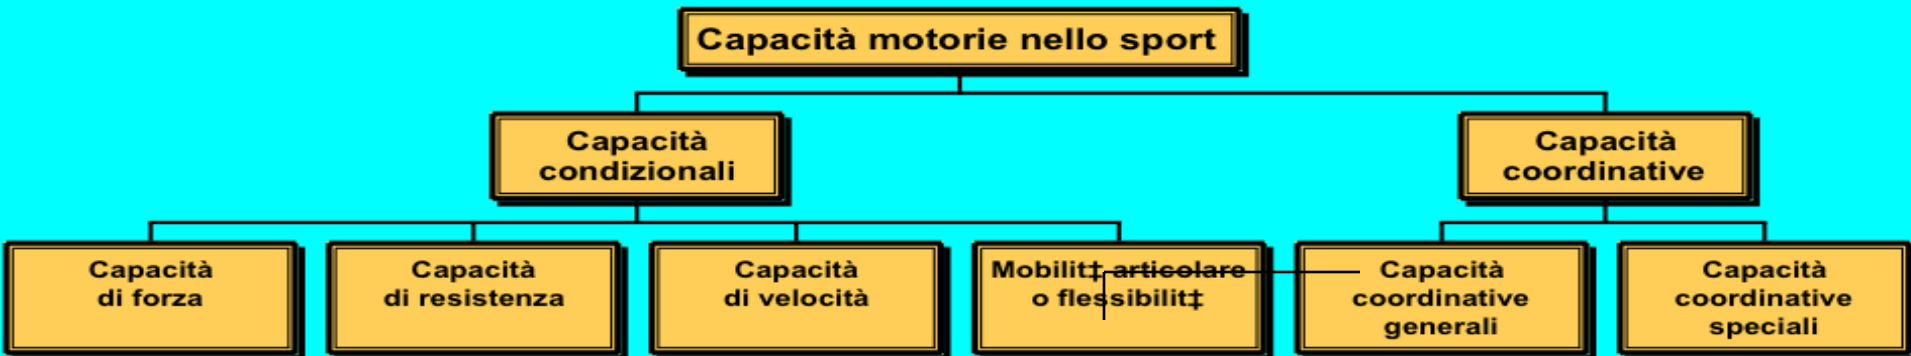 Capacità motorie nello sport
Capacità
condizionali
Capacità
coordinative
Capacità
di forza
Capacità
di resistenza
Capacità
di velocità
Mobilit‡ articolare
o flessibilit‡
Capacità
coordinative
generali
Capacità
coordinative
speciali